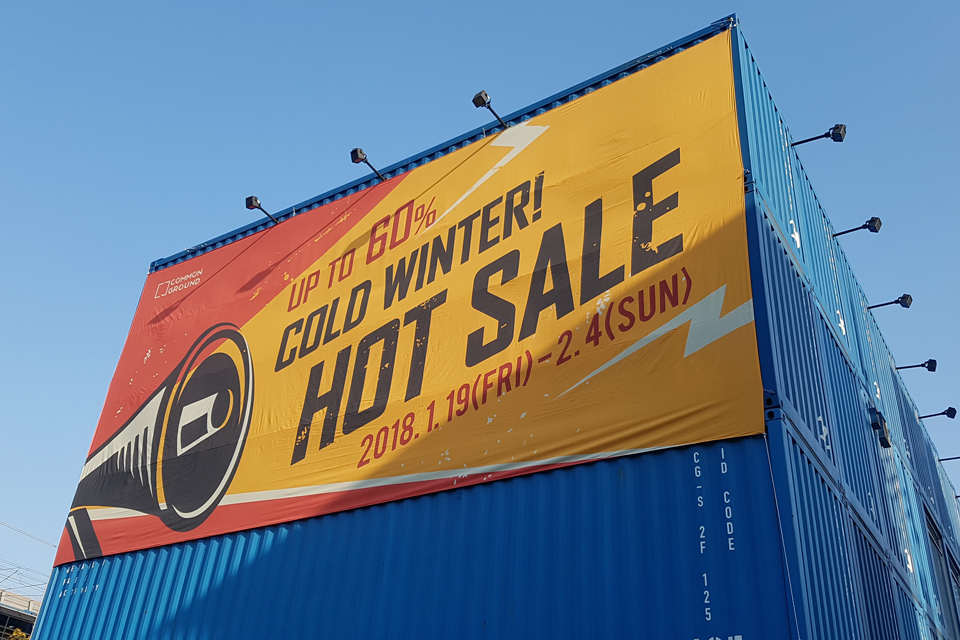 COMMON
GROUND
UP TO 60%
COLD WINTER!
HOT SALE
2018. 1. 19(FRI) - 2. 4(SUN)
ID CODE
CG-S 2F 125